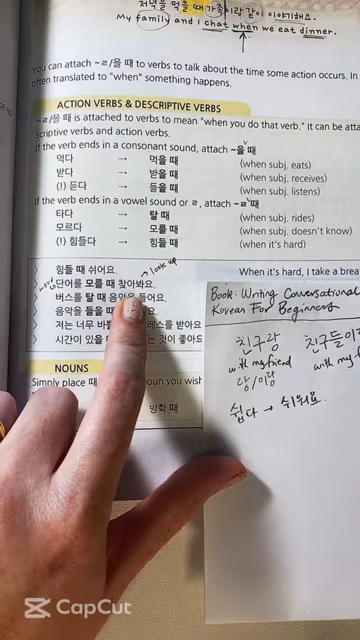 저녁을 먹을 때 가족이랑 같이 이야기해요.
My family and I chat when we eat dinner.
You can attach ~ㄹ/을 때 to verbs to talk about the time some action occurs. In
often translated to "when" something happens.
ACTION VERBS & DESCRIPTIVE VERBS
~ㄹ/을 때 is attached to verbs to mean "when you do that verb." It can be atta
scriptive verbs and action verbs.
If the verb ends in a consonant sound, attach ~을 때
먹다 → 먹을 때 (when subj. eats)
받다 → 받을 때 (when subj. receives)
(!) 듣다 → 들을 때 (when subj. listens)
If the verb ends in a vowel sound or ㄹ, attach ~ㄹ 때
타다 → 탈 때 (when subj. rides)
모르다 → 모를 때 (when subj. doesn't know)
(!) 힘들다 → 힘들 때 (when it's hard)
힘들 때 쉬어요. When it's hard, I take a brea
look up
word
단어를 모를 때 찾아봐요.
버스를 탈 때 음악을 들어요.
음악을 들을 때
저는 너무 바쁠 레스를 받아요
시간이 있을 는 것이 좋아요
NOUNS
Simply place 때 noun you wish
방학 때
Book: Writing Conversational
Korean For Beginners
친구랑 친구들이랑
with my friend with my f
랑/이랑
쉽다 → 쉬워요
CapCut